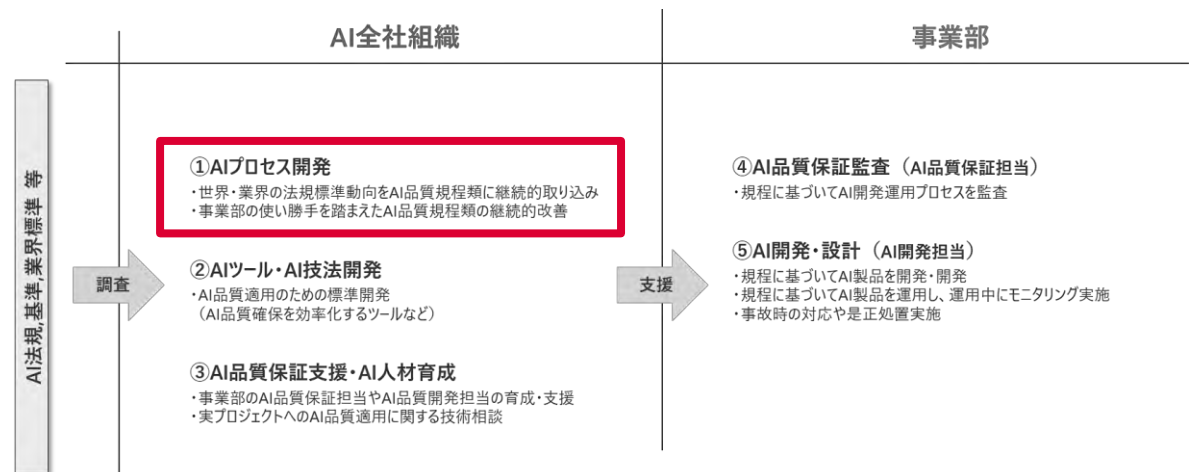 AI全社組織
事業部
AI法規,基準,業界標準 等
調査
①AIプロセス開発
・世界・業界の法規標準動向をAI品質規程類に継続的取り込み
・事業部の使い勝手を踏まえたAI品質規程類の継続的改善
②AIツール・AI技法開発
・AI品質適用のための標準開発
（AI品質確保を効率化するツールなど）
③AI品質保証支援・AI人材育成
・事業部のAI品質保証担当やAI品質開発担当の育成・支援
・実プロジェクトへのAI品質適用に関する技術相談
支援
④AI品質保証監査（AI品質保証担当）
・規程に基づいてAI開発運用プロセスを監査
⑤AI開発・設計（AI開発担当）
・規程に基づいてAI製品を開発・開発
・規程に基づいてAI製品を運用し、運用中にモニタリング実施
・事故時の対応や是正処置実施